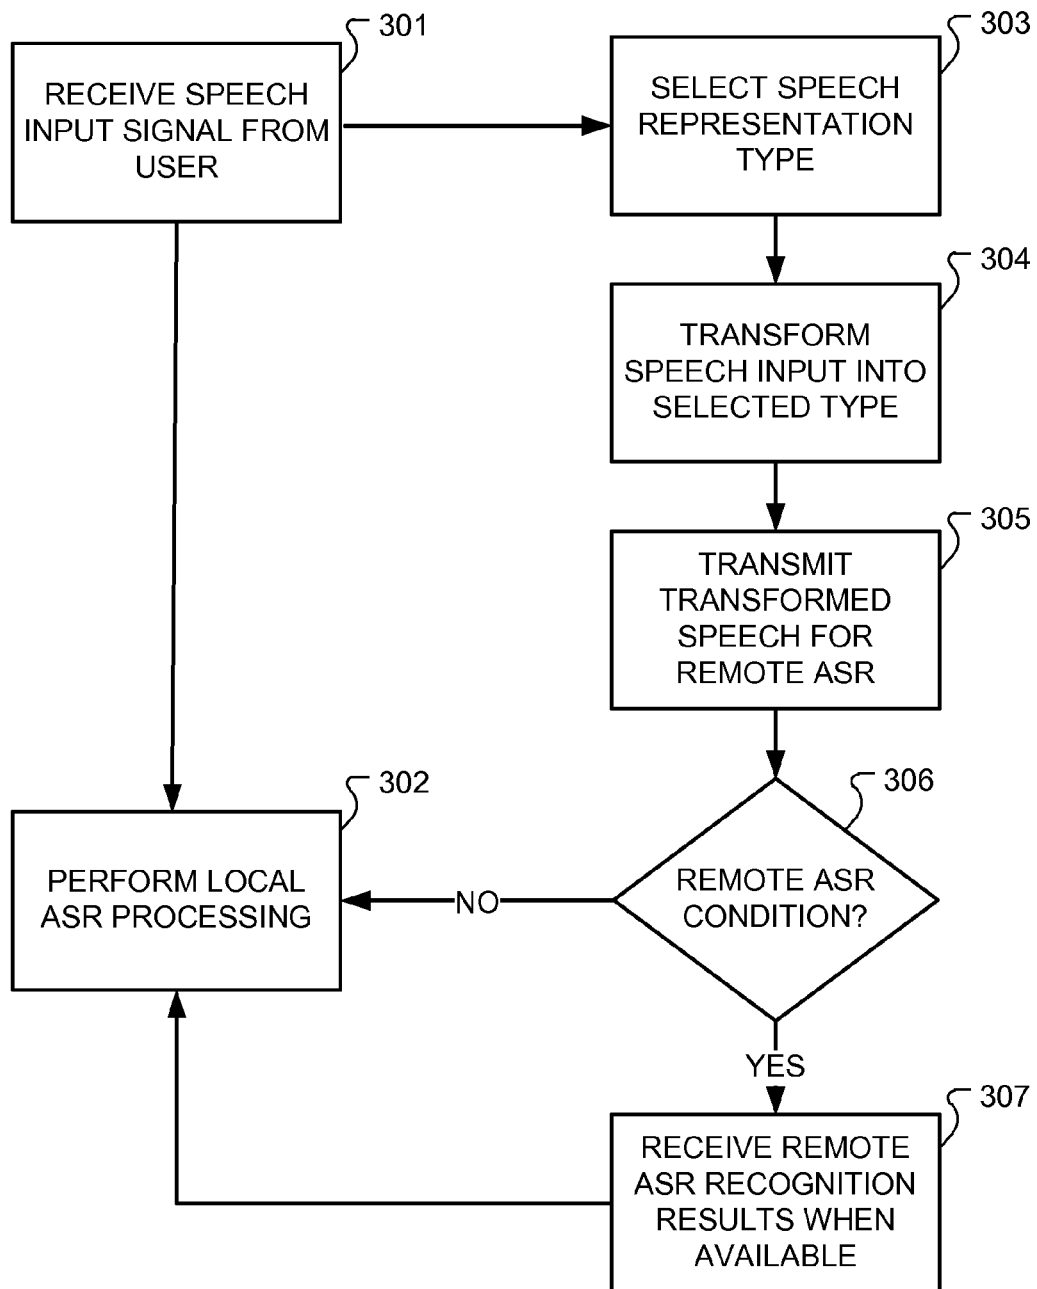 301
RECEIVE SPEECH
INPUT SIGNAL FROM
USER
303
SELECT SPEECH
REPRESENTATION
TYPE
304
TRANSFORM
SPEECH INPUT INTO
SELECTED TYPE
305
TRANSMIT
TRANSFORMED
SPEECH FOR
REMOTE ASR
302
PERFORM LOCAL
ASR PROCESSING
306
REMOTE ASR
CONDITION?
NO
YES
307
RECEIVE REMOTE
ASR RECOGNITION
RESULTS WHEN
AVAILABLE